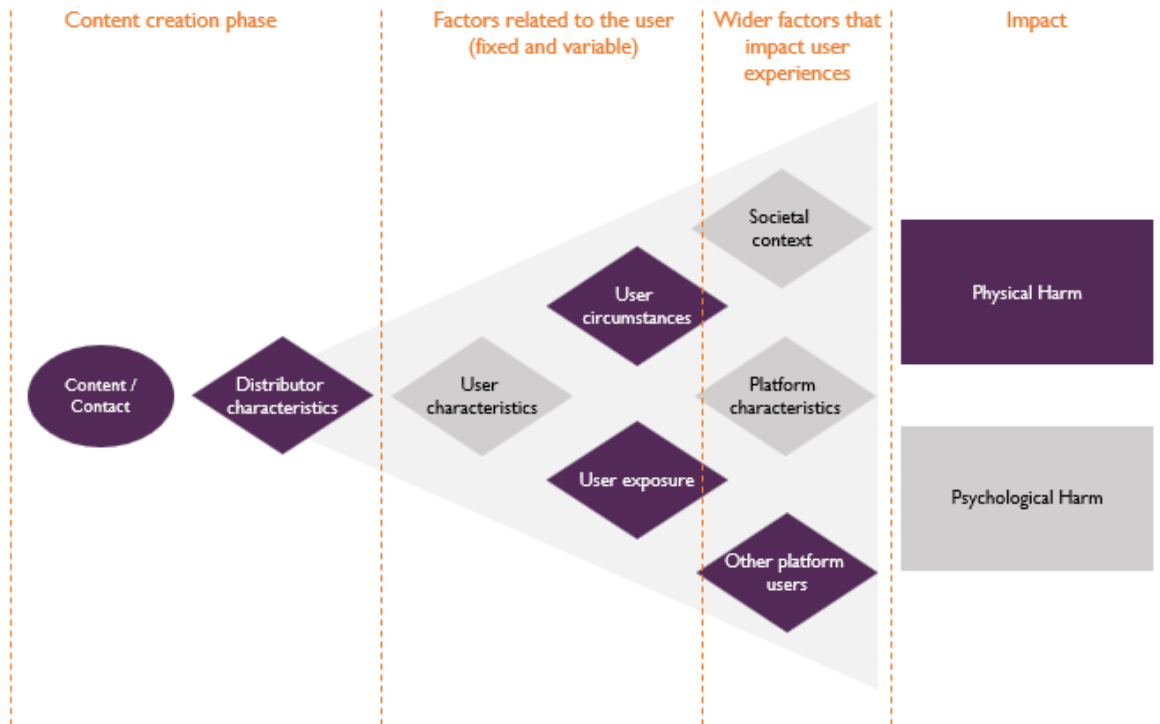 Content creation phase
Factors related to the user
(fixed and variable)
Wider factors that
impact user
experiences
Impact
Societal
context
User
circumstances
Physical Harm
Content /
Contact
Distributor
characteristics
User
characteristics
Platform
characteristics
User exposure
Psychological Harm
Other platform
users